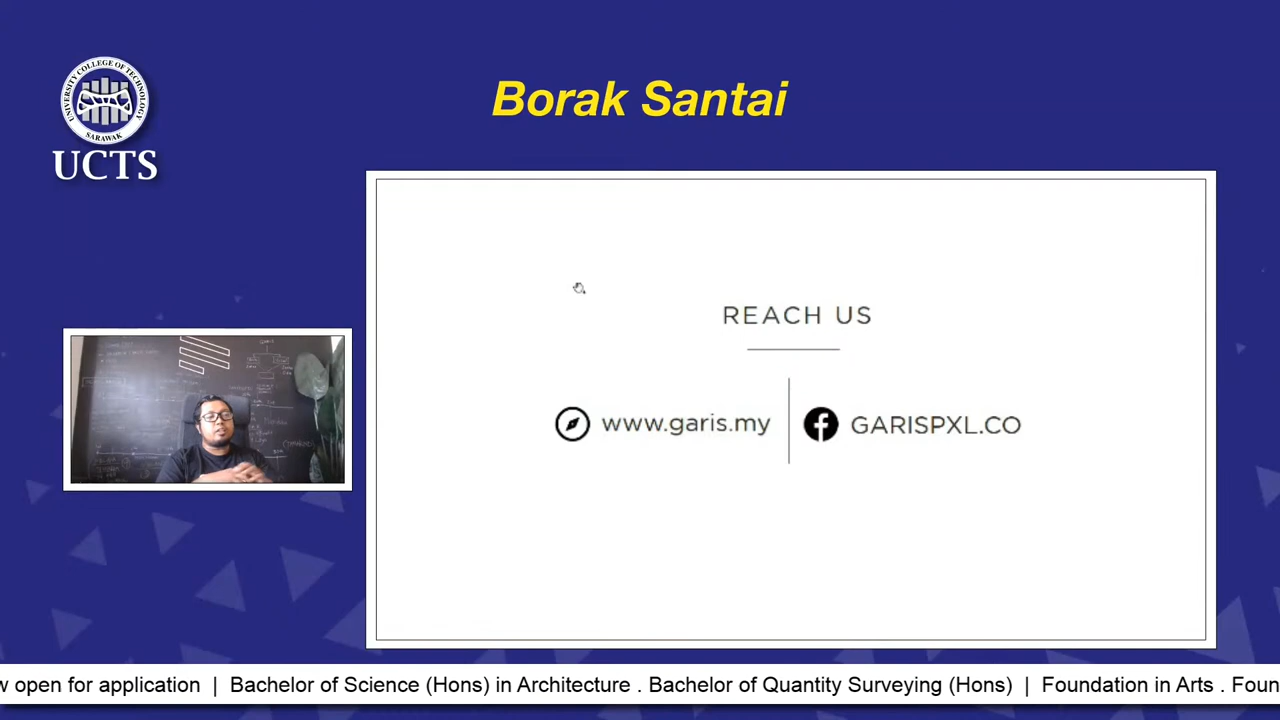 Borak Santai
UNIVERSITY COLLEGE OF TECHNOLOGY
SARAWAK
UCTS
REACH US
www.garis.my
GARISPXL.CO
w open for application | Bachelor of Science (Hons) in Architecture . Bachelor of Quantity Surveying (Hons) | Foundation in Arts . Foun